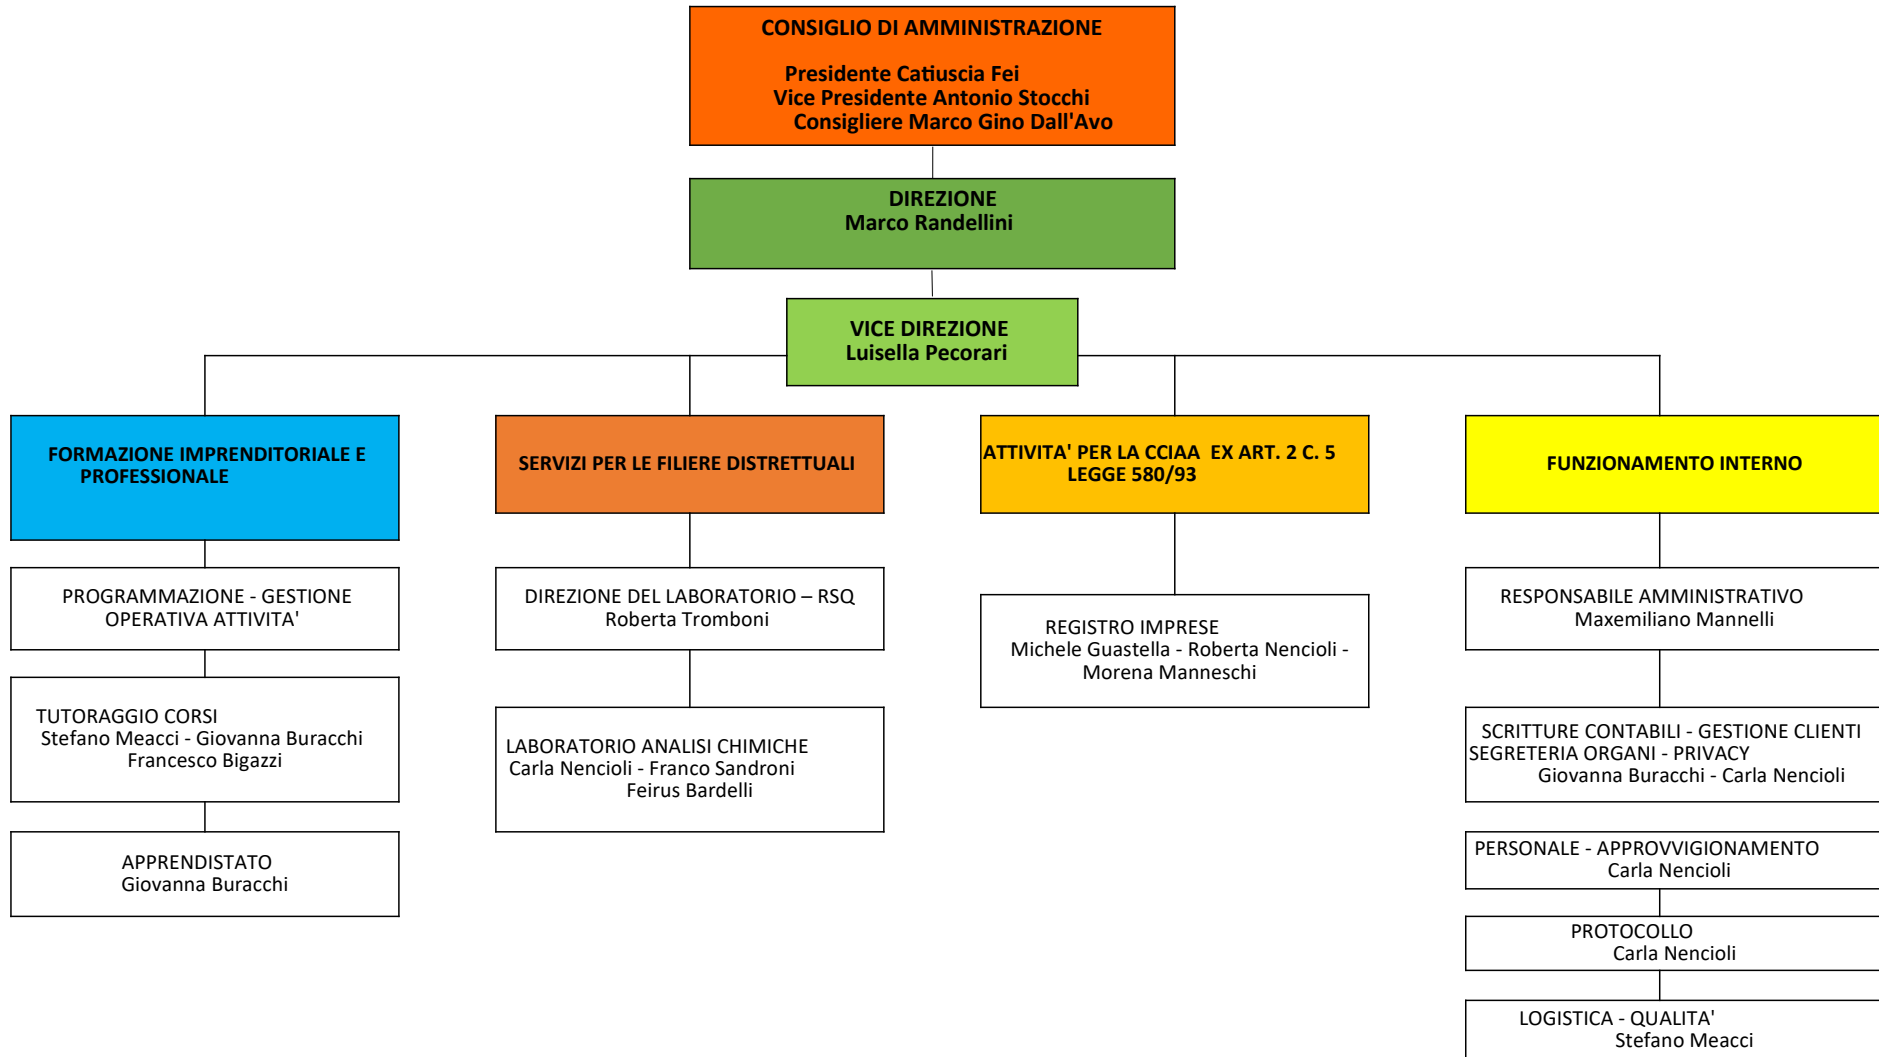 CONSIGLIO DI AMMINISTRAZIONE
Presidente Catiuscia Fei
Vice Presidente Antonio Stocchi
Consigliere Marco Gino Dall'Avo
DIREZIONE
Marco Randellini
VICE DIREZIONE
Luisella Pecorari
FORMAZIONE IMPRENDITORIALE E
PROFESSIONALE
PROGRAMMAZIONE - GESTIONE
OPERATIVA ATTIVITA'
TUTORAGGIO CORSI
Stefano Meacci - Giovanna Buracchi
Francesco Bigazzi
APPRENDISTATO
Giovanna Buracchi
SERVIZI PER LE FILIERE DISTRETTUALI
DIREZIONE DEL LABORATORIO – RSQ
Roberta Tromboni
LABORATORIO ANALISI CHIMICHE
Carla Nencioli - Franco Sandroni
Feirus Bardelli
ATTIVITA' PER LA CCIAA EX ART. 2 C. 5
LEGGE 580/93
REGISTRO IMPRESE
Michele Guastella - Roberta Nencioli -
Morena Manneschi
FUNZIONAMENTO INTERNO
RESPONSABILE AMMINISTRATIVO
Maxemiliano Mannelli
SCRITTURE CONTABILI - GESTIONE CLIENTI
SEGRETERIA ORGANI - PRIVACY
Giovanna Buracchi - Carla Nencioli
PERSONALE - APPROVVIGIONAMENTO
Carla Nencioli
PROTOCOLLO
Carla Nencioli
LOGISTICA - QUALITA'
Stefano Meacci